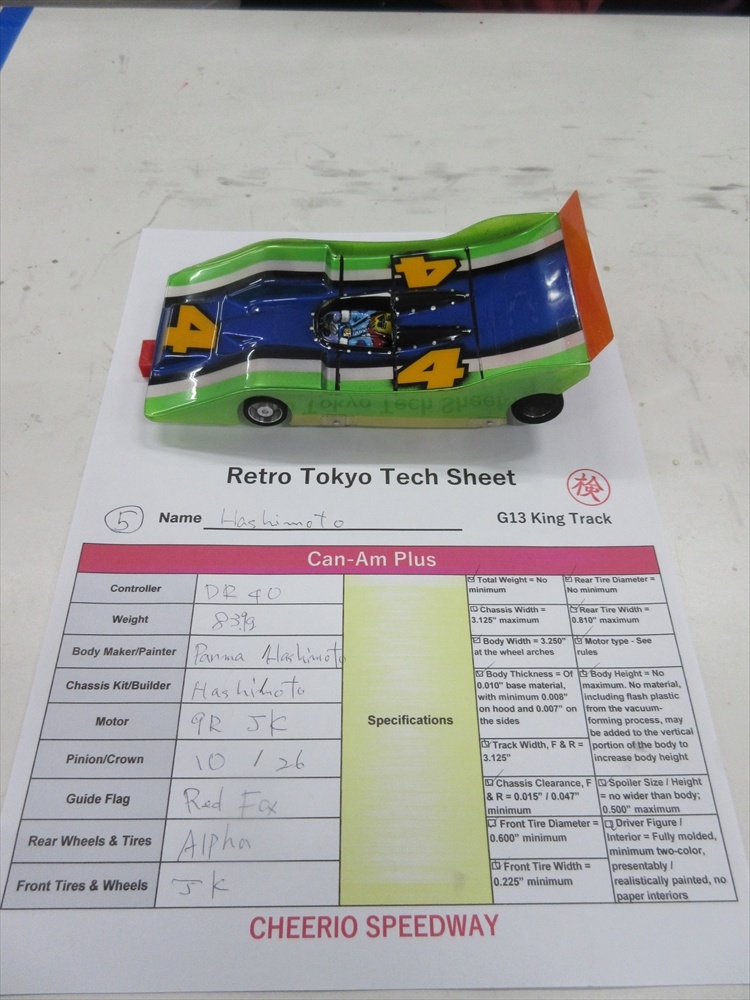 4
4
4
Tokyo Tech Sheet
Retro Tokyo Tech Sheet
検
5 Name Hashimoto G13 King Track
Can-Am Plus
Controller DR 40
Weight 83.9g
Body Maker/Painter Parma Hashimoto
Chassis Kit/Builder Hashimoto
Motor 9R JK
Pinion/Crown 10 / 26
Guide Flag Red Fox
Rear Wheels & Tires Alpha
Front Tires & Wheels JK
Specifications
Total Weight = No
minimum
Chassis Width =
3.125" maximum
Body Width = 3.250"
at the wheel arches
Body Thickness = Of
0.010" base material,
with minimum 0.008"
on hood and 0.007" on
the sides
Track Width, F & R =
3.125"
Chassis Clearance, F
& R = 0.015" / 0.047"
minimum
Front Tire Diameter =
0.600" minimum
Front Tire Width =
0.225" minimum
Rear Tire Diameter =
No minimum
Rear Tire Width =
0.810" maximum
Motor type - See
rules
Body Height = No
maximum. No material,
including flash plastic
from the vacuum-
forming process, may
be added to the vertical
portion of the body to
increase body height
Spoiler Size / Height
= no wider than body;
0.500" maximum
Driver Figure /
Interior = Fully molded,
minimum two-color,
presentably /
realistically painted, no
paper interiors
CHEERIO SPEEDWAY